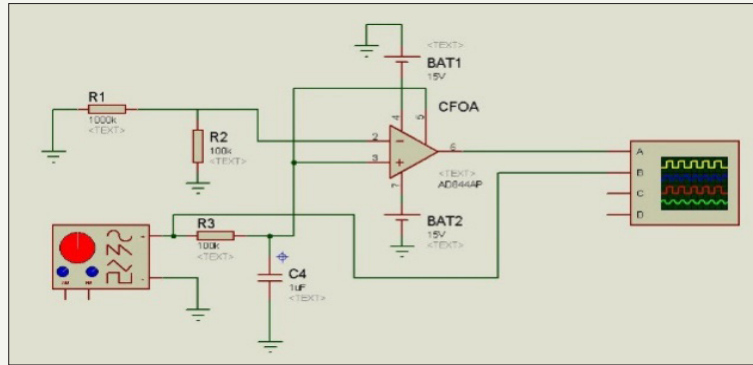 <TEXT>
BAT1
15V
CFOA
R1
1000k
<TEXT>
R2
100k
<TEXT>
4
5
2
3
6
7
<TEXT>
AD844AP
A
B
C
D
BAT2
15V
<TEXT>
R3
100k
<TEXT>
C4
1uF
<TEXT>